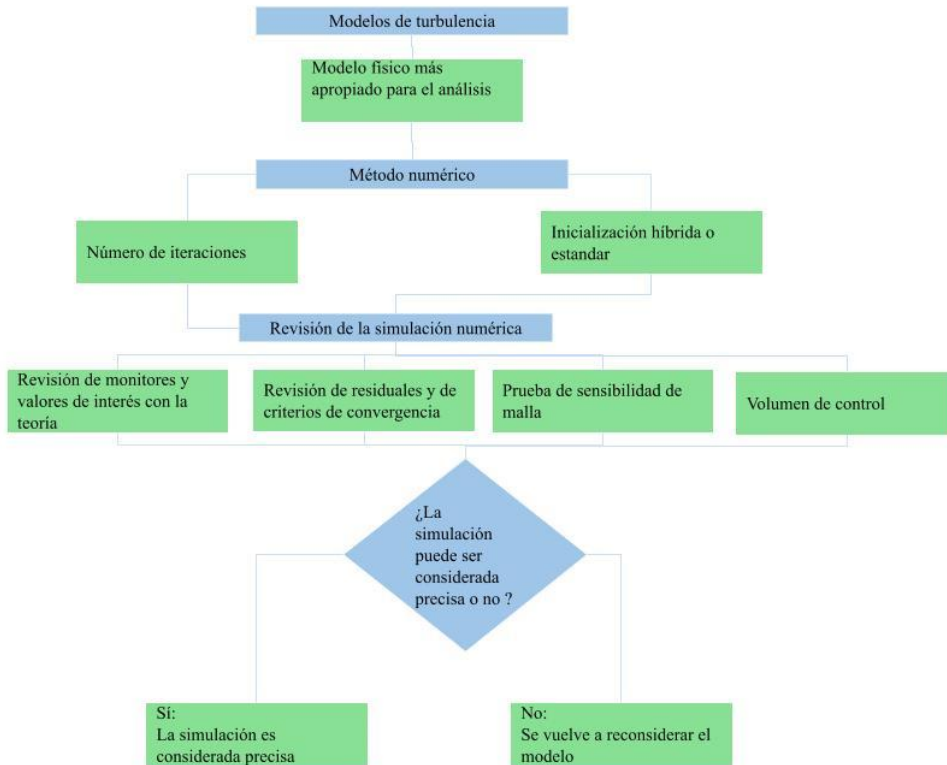 Modelos de turbulencia
Modelo físico más
apropiado para el análisis
Método numérico
Número de iteraciones
Inicialización híbrida o
estandar
Revisión de la simulación numérica
Revisión de monitores y
valores de interés con la
teoría
Revisión de residuales y de
criterios de convergencia
Prueba de sensibilidad de
malla
Volumen de control
¿La
simulación
puede ser
considerada
precisa o no ?
Sí:
La simulación es
considerada precisa
No:
Se vuelve a reconsiderar el
modelo